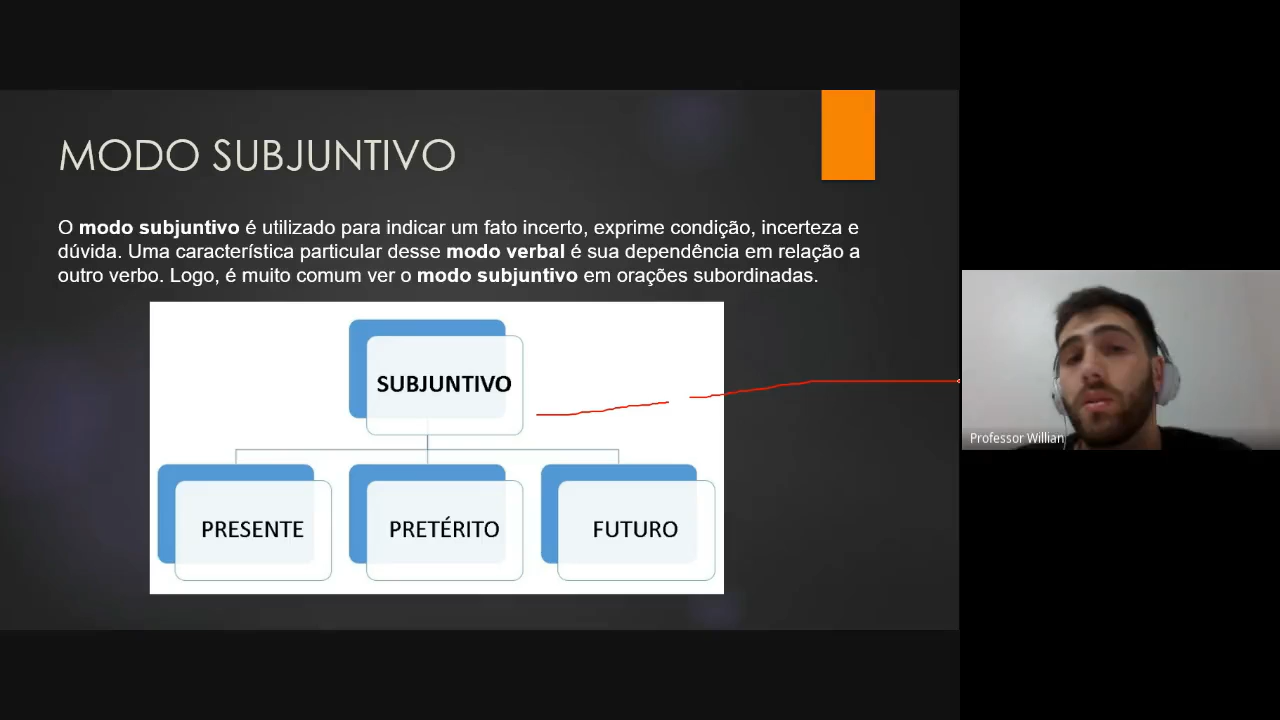 MODO SUBJUNTIVO
O modo subjuntivo é utilizado para indicar um fato incerto, exprime condição, incerteza e
dúvida. Uma característica particular desse modo verbal é sua dependência em relação a
outro verbo. Logo, é muito comum ver o modo subjuntivo em orações subordinadas.
SUBJUNTIVO
PRESENTE
PRETÉRITO
FUTURO
Professor Willian